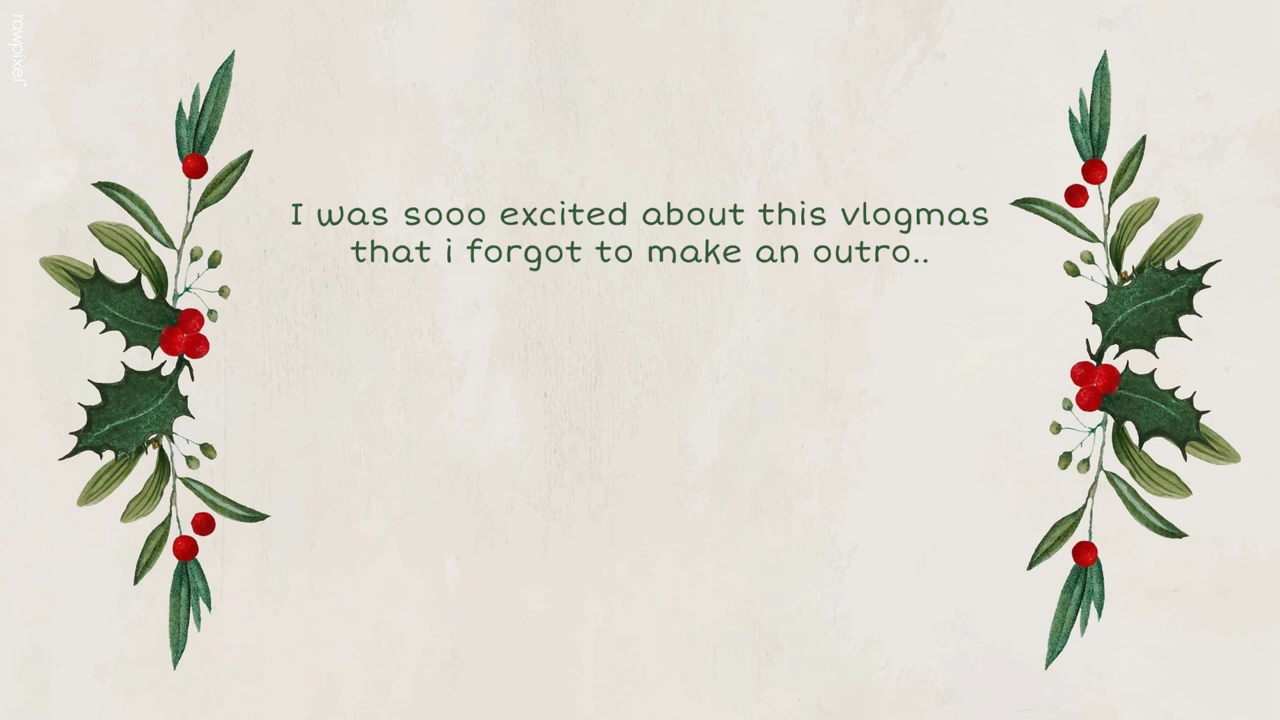 rawpixel
I was sooo excited about this vlogmas
that i forgot to make an outro..